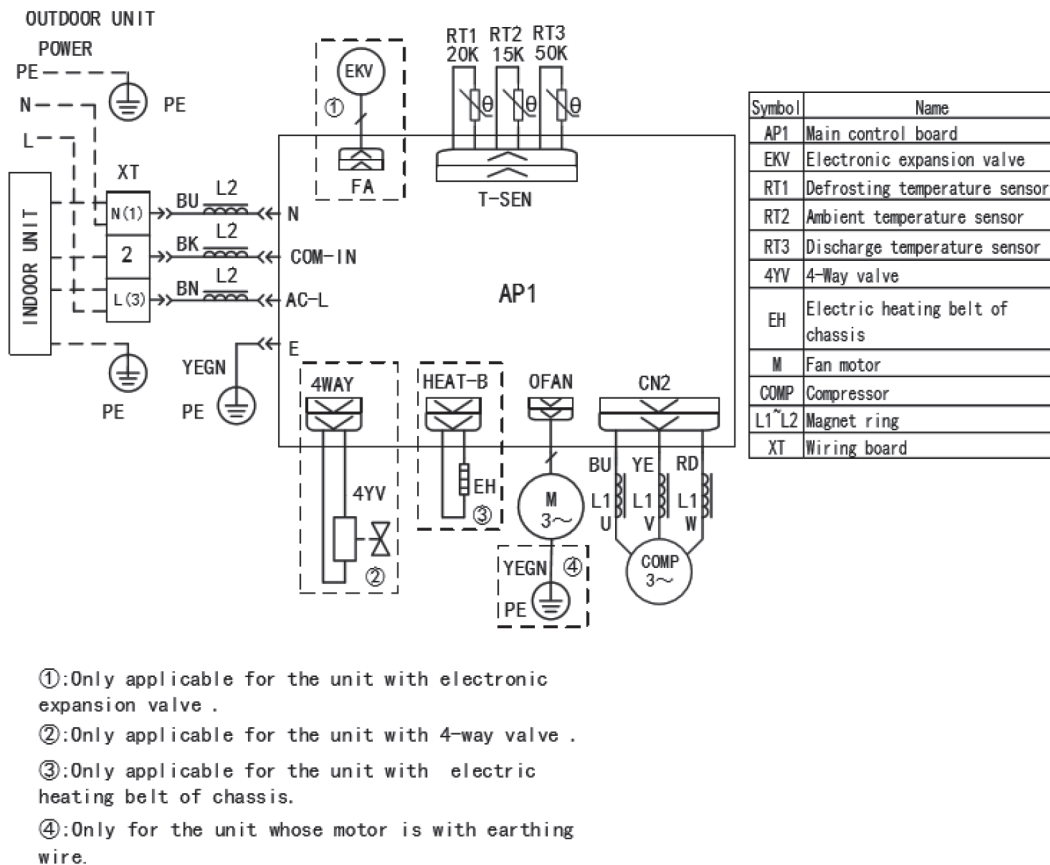 OUTDOOR UNIT
POWER
PE
PE
N
L
XT
INDOOR UNIT
N(1)
2
L(3)
BU
L2
N
BK
L2
COM-IN
BN
L2
AC-L
E
YEGN
PE
PE
EKV
①
FA
RT1 RT2 RT3
20K 15K 50K
θ θ θ
T-SEN
AP1
4WAY
HEAT-B
OFAN
CN2
4YV
②
EH
③
M
3~
YEGN ④
PE
BU YE RD
L1 L1 L1
U V W
COMP
3~
Symbol Name
AP1 Main control board
EKV Electronic expansion valve
RT1 Defrosting temperature sensor
RT2 Ambient temperature sensor
RT3 Discharge temperature sensor
4YV 4-Way valve
EH Electric heating belt of
chassis
M Fan motor
COMP Compressor
L1~L2 Magnet ring
XT Wiring board
①:Only applicable for the unit with electronic
expansion valve .
②:Only applicable for the unit with 4-way valve .
③:Only applicable for the unit with electric
heating belt of chassis.
④:Only for the unit whose motor is with earthing
wire.